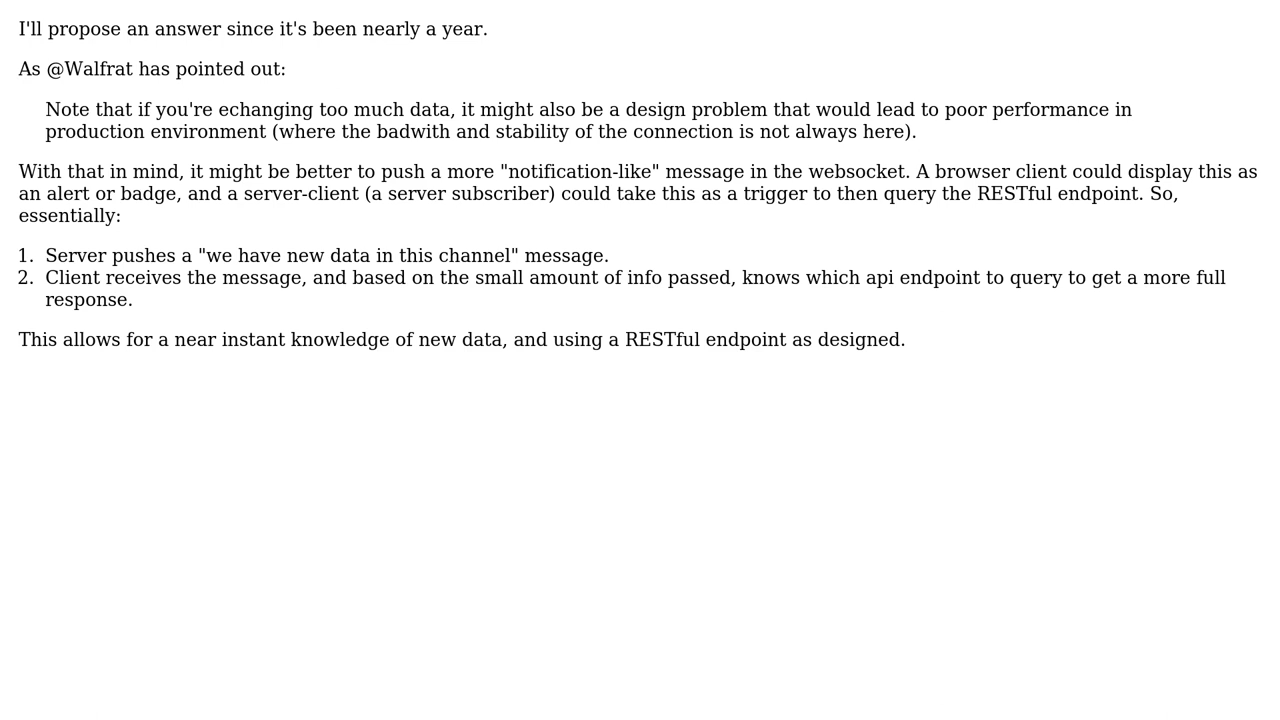 I'll propose an answer since it's been nearly a year.
As @Walfrat has pointed out:
Note that if you're echanging too much data, it might also be a design problem that would lead to poor performance in
production environment (where the badwith and stability of the connection is not always here).
With that in mind, it might be better to push a more "notification-like" message in the websocket. A browser client could display this as
an alert or badge, and a server-client (a server subscriber) could take this as a trigger to then query the RESTful endpoint. So,
essentially:
1. Server pushes a "we have new data in this channel" message.
2. Client receives the message, and based on the small amount of info passed, knows which api endpoint to query to get a more full
response.
This allows for a near instant knowledge of new data, and using a RESTful endpoint as designed.